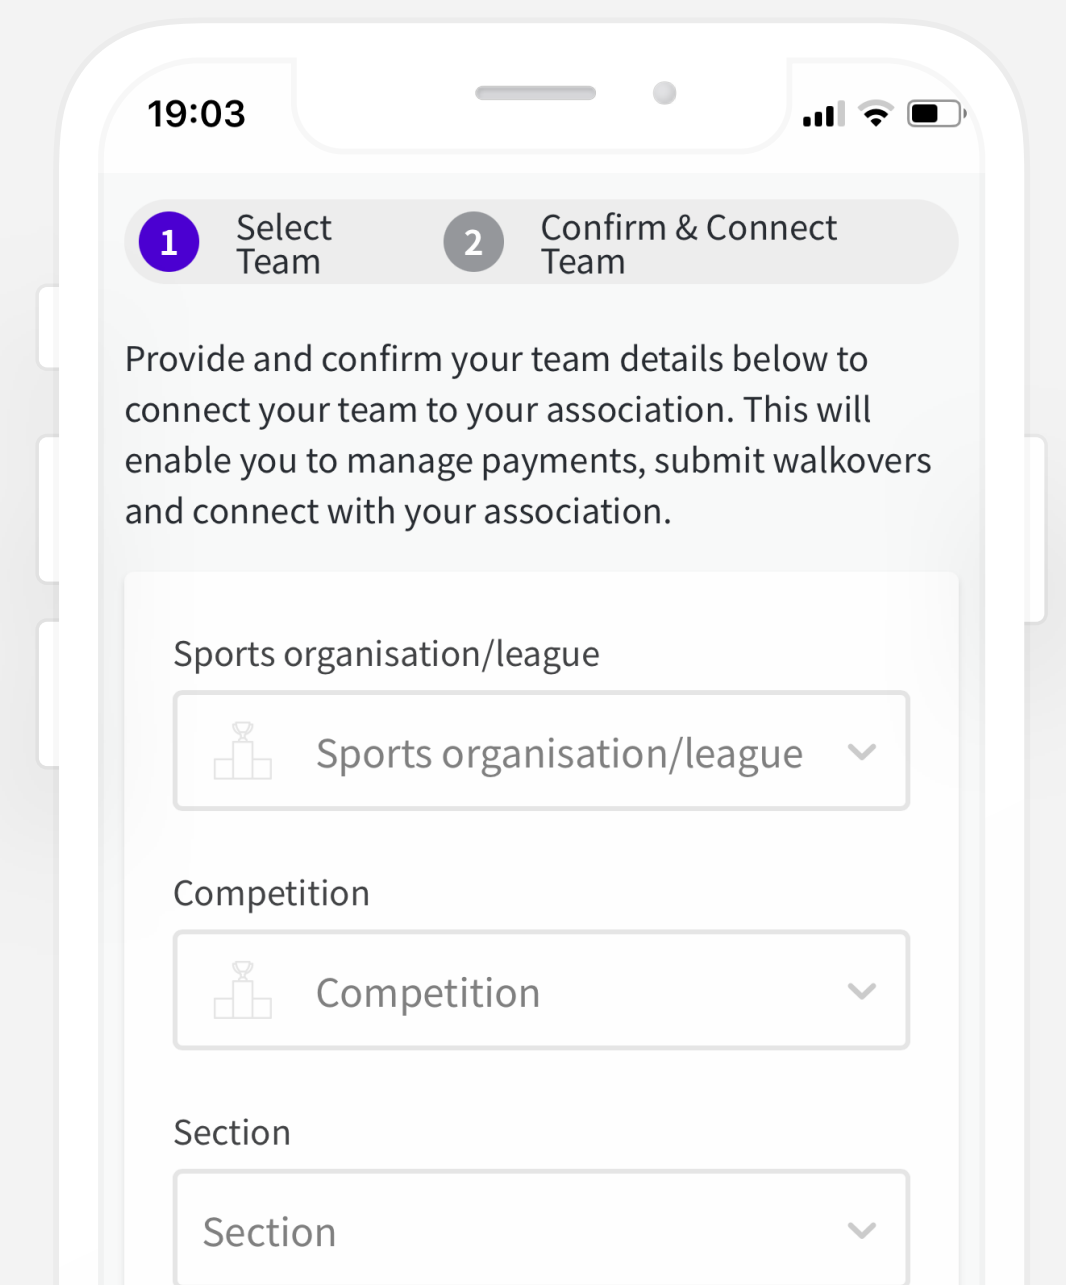 19:03
1 Select Team 2 Confirm & Connect Team
Provide and confirm your team details below to
connect your team to your association. This will
enable you to manage payments, submit walkovers
and connect with your association.
Sports organisation/league
Sports organisation/league
Competition
Competition
Section
Section